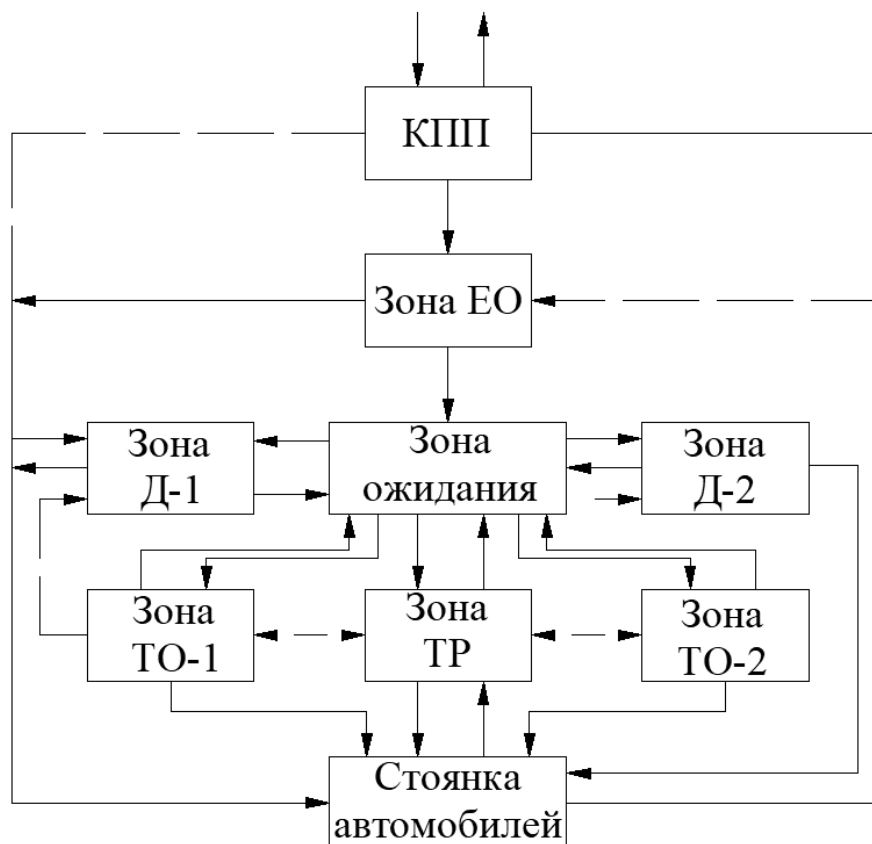 КПП
Зона ЕО
Зона
Д-1
Зона
ожидания
Зона
Д-2
Зона
ТО-1
Зона
ТР
Зона
ТО-2
Стоянка
автомобилей